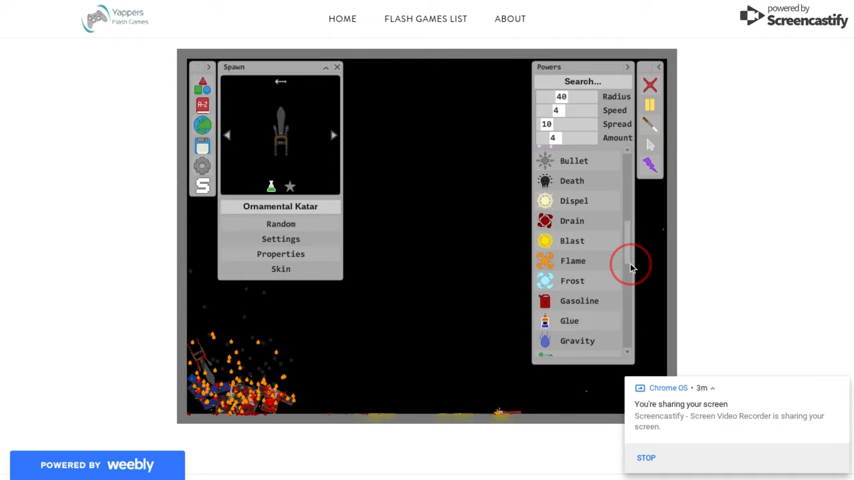 Yappers
Flash Games
HOME
FLASH GAMES LIST
ABOUT
powered by
Screencastify
Spawn
A-Z
S
Ornamental Katar
Random
Settings
Properties
Skin
Powers
Search...
40 Radius
4 Speed
10 Spread
4 Amount
Bullet
Death
Dispel
Drain
Blast
Flame
Frost
Gasoline
Glue
Gravity
Chrome OS • 3m
You're sharing your screen
Screencastify - Screen Video Recorder is sharing your
screen.
STOP
POWERED BY weebly